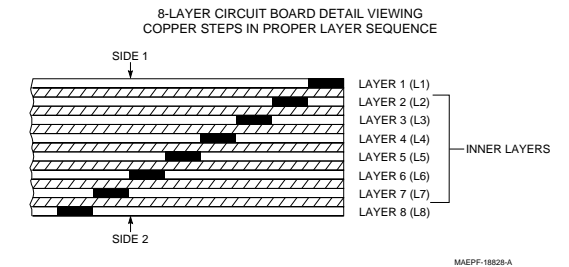 8-LAYER CIRCUIT BOARD DETAIL VIEWING
COPPER STEPS IN PROPER LAYER SEQUENCE
SIDE 1
LAYER 1 (L1)
LAYER 2 (L2)
LAYER 3 (L3)
LAYER 4 (L4)
INNER LAYERS
LAYER 5 (L5)
LAYER 6 (L6)
LAYER 7 (L7)
LAYER 8 (L8)
SIDE 2
MAEPF-18828-A